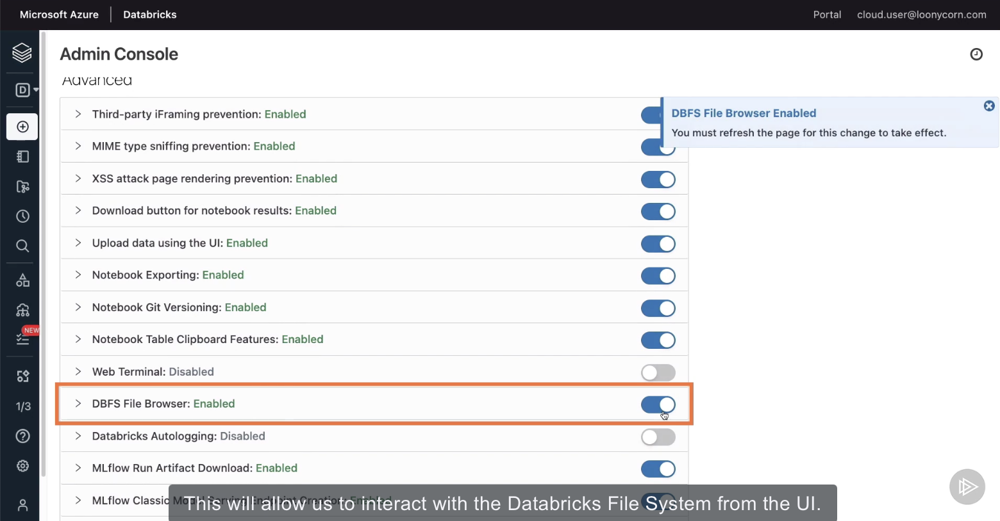 Microsoft Azure Databricks Portal cloud.user@loonycorn.com
Admin Console
Advanced
D
Third-party iFraming prevention: Enabled
DBFS File Browser Enabled
You must refresh the page for this change to take effect.
MIME type sniffing prevention: Enabled
XSS attack page rendering prevention: Enabled
Download button for notebook results: Enabled
Upload data using the UI: Enabled
Notebook Exporting: Enabled
Notebook Git Versioning: Enabled
NEW
Notebook Table Clipboard Features: Enabled
Web Terminal: Disabled
1/3
DBFS File Browser: Enabled
Databricks Autologging: Disabled
MLflow Run Artifact Download: Enabled
MLflow Classic Model Serving Endpoint Creation: Enabled
This will allow us to interact with the Databricks File System from the UI.